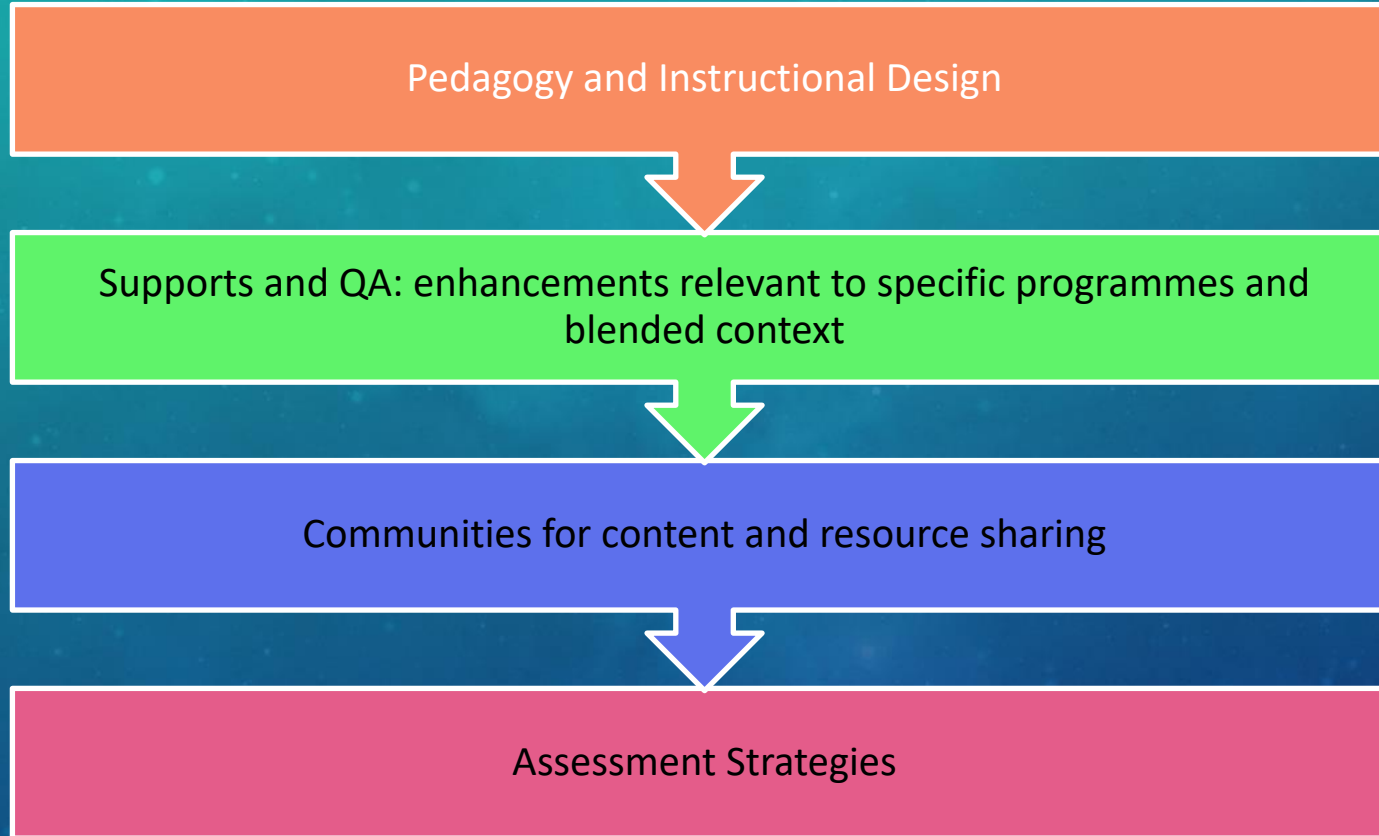 Pedagogy and Instructional Design
Supports and QA: enhancements relevant to specific programmes and
blended context
Communities for content and resource sharing
Assessment Strategies